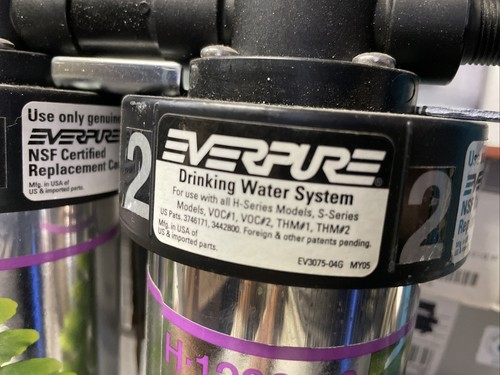 Use only genuine
EVERPURE
NSF Certified
Replacement
Mfg. in USA of
US & imported parts.
2
EVERPURE
Drinking Water System
For use with all H-Series Models, S-Series
Models, VOC#1, VOC#2, THM#1, THM#2
US Pats. 3746171, 3442800. Foreign & other patents pending.
Mfg. in USA of
US & imported parts.
EV3075-04G MY05
2